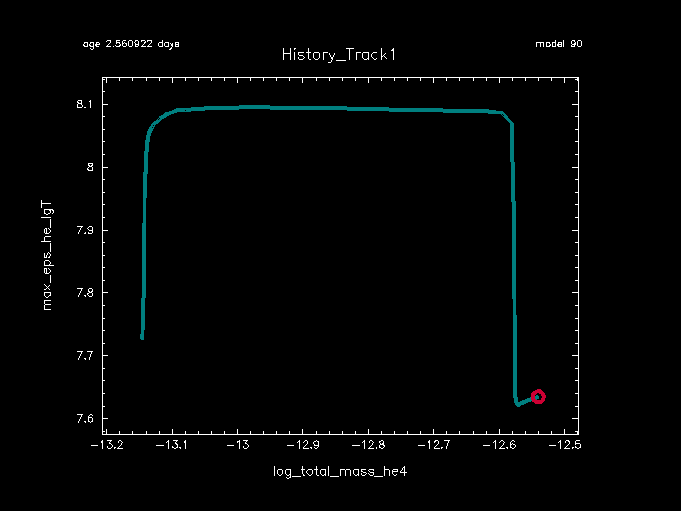 age 2.560922 days
model 90
History_Track1
8.1
8
7.9
7.8
7.7
7.6
max_eps_he_lgT
−13.2 −13.1 −13 −12.9 −12.8 −12.7 −12.6 −12.5
log_total_mass_he4